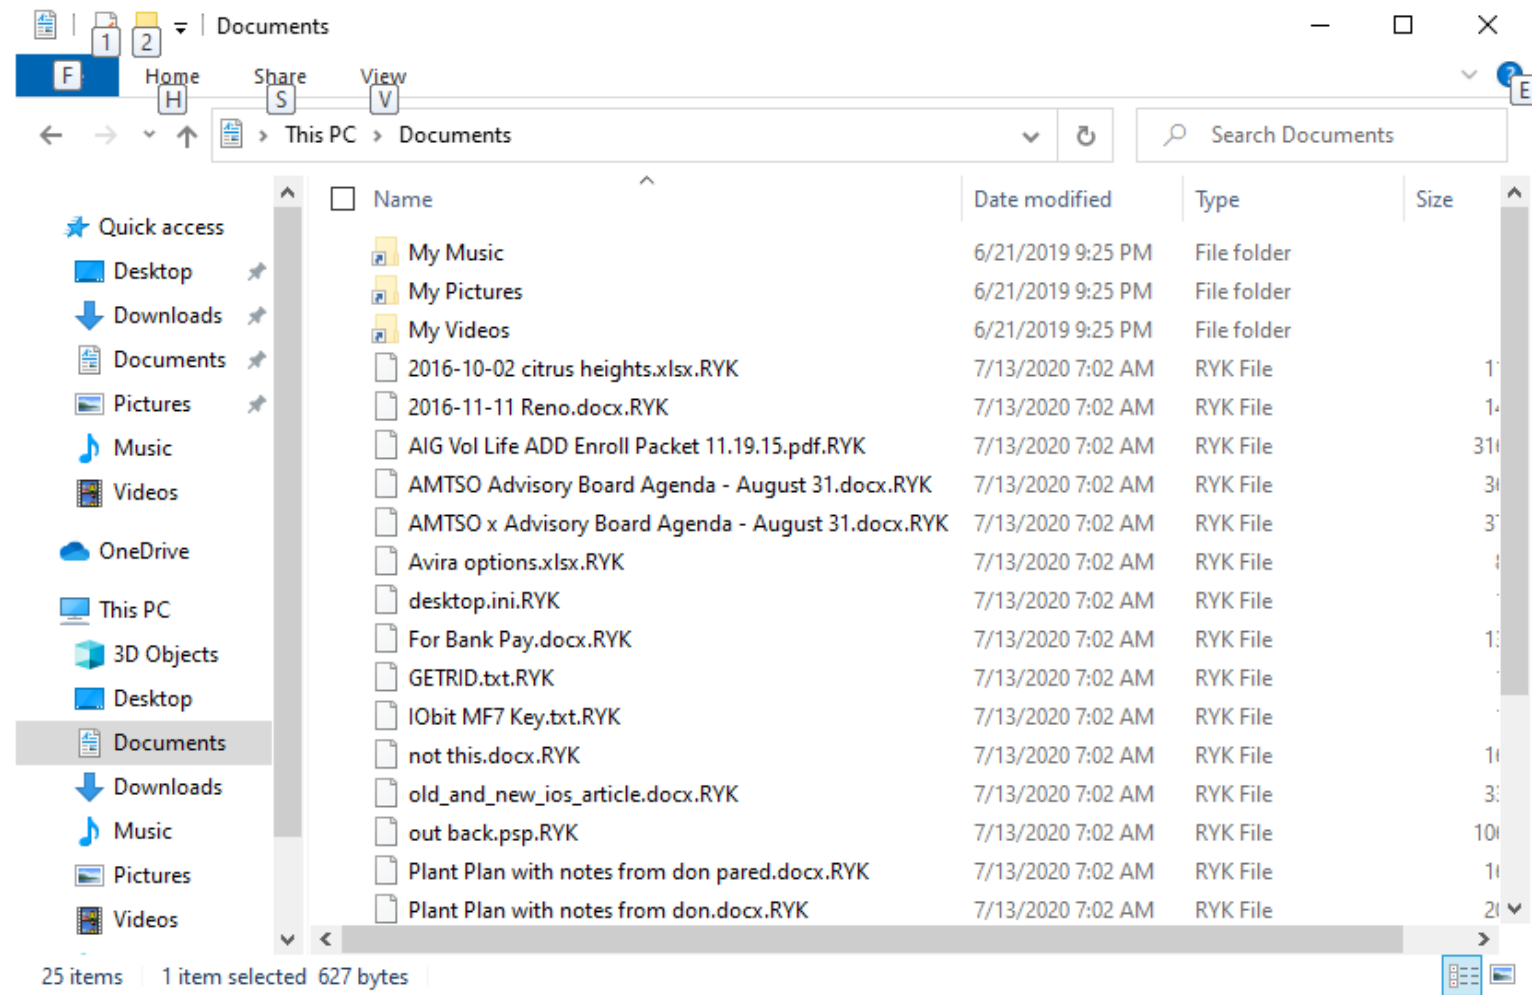 Documents
1
2
F
Home
Share
View
H
S
V
E
This PC
Documents
Search Documents
Name
Date modified
Type
Size
Quick access
Desktop
Downloads
Documents
Pictures
Music
Videos
OneDrive
This PC
3D Objects
Desktop
Documents
Downloads
Music
Pictures
Videos
My Music 6/21/2019 9:25 PM File folder
My Pictures 6/21/2019 9:25 PM File folder
My Videos 6/21/2019 9:25 PM File folder
2016-10-02 citrus heights.xlsx.RYK 7/13/2020 7:02 AM RYK File
2016-11-11 Reno.docx.RYK 7/13/2020 7:02 AM RYK File
AIG Vol Life ADD Enroll Packet 11.19.15.pdf.RYK 7/13/2020 7:02 AM RYK File
AMTSO Advisory Board Agenda - August 31.docx.RYK 7/13/2020 7:02 AM RYK File
AMTSO x Advisory Board Agenda - August 31.docx.RYK 7/13/2020 7:02 AM RYK File
Avira options.xlsx.RYK 7/13/2020 7:02 AM RYK File
desktop.ini.RYK 7/13/2020 7:02 AM RYK File
For Bank Pay.docx.RYK 7/13/2020 7:02 AM RYK File
GETRID.txt.RYK 7/13/2020 7:02 AM RYK File
IObit MF7 Key.txt.RYK 7/13/2020 7:02 AM RYK File
not this.docx.RYK 7/13/2020 7:02 AM RYK File
old_and_new_ios_article.docx.RYK 7/13/2020 7:02 AM RYK File
out back.psp.RYK 7/13/2020 7:02 AM RYK File
Plant Plan with notes from don pared.docx.RYK 7/13/2020 7:02 AM RYK File
Plant Plan with notes from don.docx.RYK 7/13/2020 7:02 AM RYK File
25 items 1 item selected 627 bytes